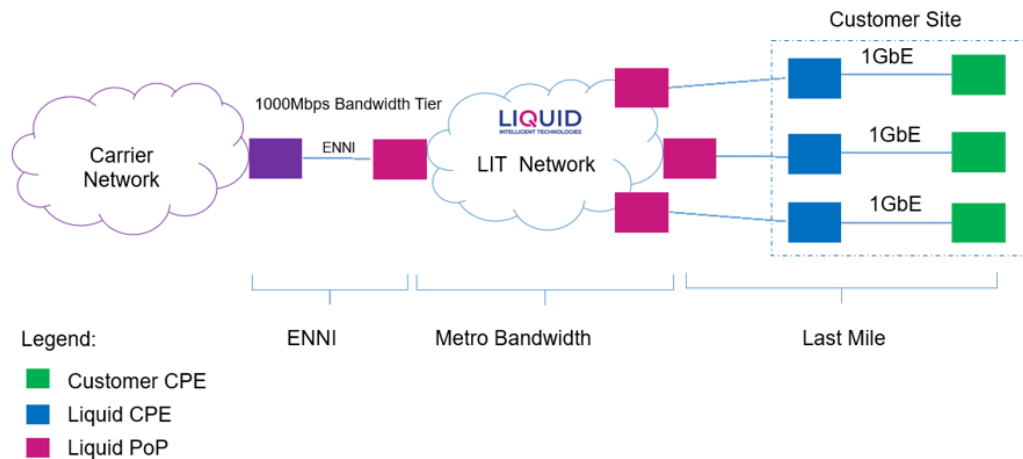 Customer Site
1GbE
1000Mbps Bandwidth Tier
LIQUID
INTELLIGENT TECHNOLOGIES
Carrier
Network
ENNI
LIT Network
1GbE
1GbE
ENNI
Metro Bandwidth
Last Mile
Legend:
Customer CPE
Liquid CPE
Liquid PoP